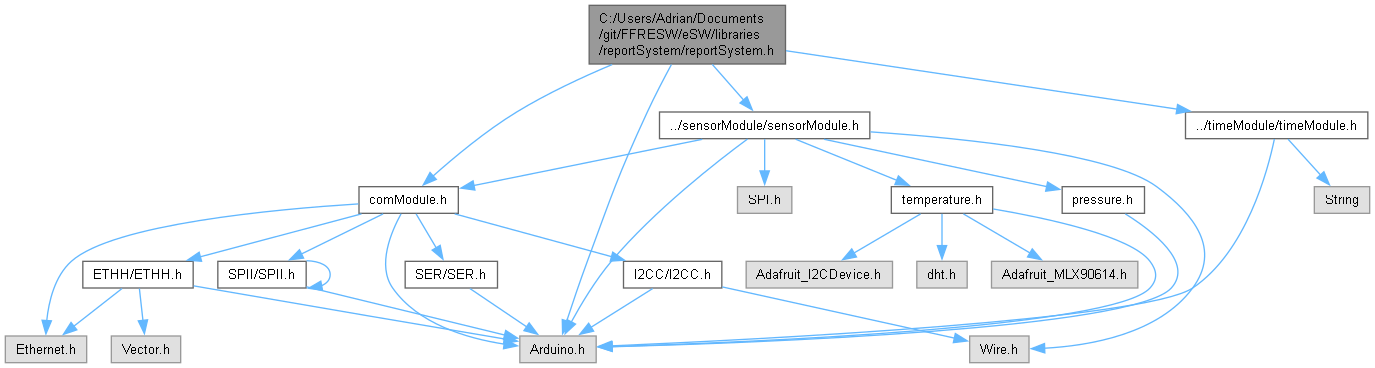 C:/Users/Adrian/Documents
/git/FFRESW/eSW/libraries
/reportSystem/reportSystem.h
../sensorModule/sensorModule.h
../timeModule/timeModule.h
comModule.h
SPI.h
temperature.h
pressure.h
String
ETHH/ETHH.h
SPII/SPII.h
SER/SER.h
I2CC/I2CC.h
Adafruit_I2CDevice.h
dht.h
Adafruit_MLX90614.h
Ethernet.h
Vector.h
Arduino.h
Wire.h